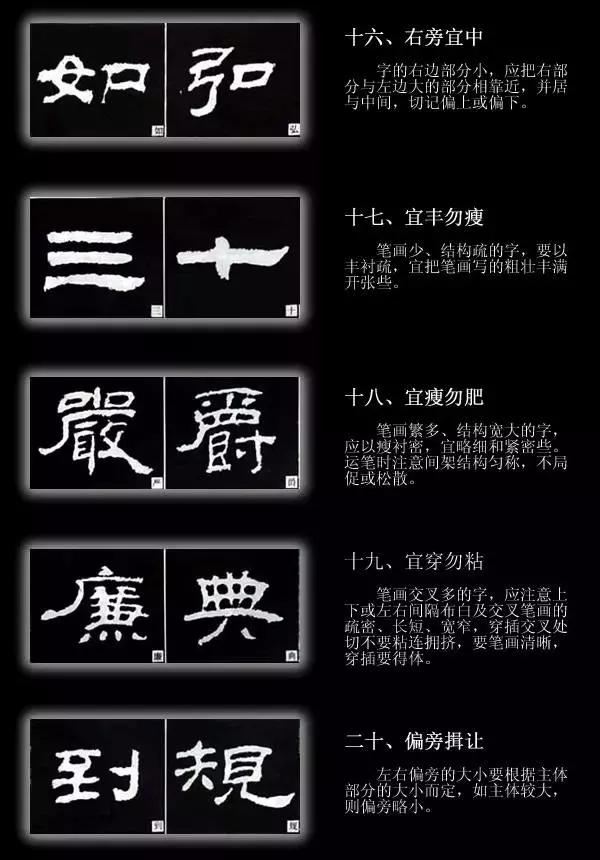 如 弘
如
弘
十六、右旁宜中
字的右边部分小，应把右部
分与左边大的部分相靠近，并居
与中间，切记偏上或偏下。
三 十
三
十
十七、宜丰勿瘦
笔画少、结构疏的字，要以
丰衬疏，宜把笔画写的粗壮丰满
开张些。
嚴 爵
严
爵
十八、宜瘦勿肥
笔画繁多、结构宽大的字，
应以瘦衬密，宜略细和紧密些。
运笔时注意间架结构匀称，不局
促或松散。
廉 典
廉
典
十九、宜穿勿粘
笔画交叉多的字，应注意上
下或左右间隔布白及交叉笔画的
疏密、长短、宽窄，穿插交叉处
切不要粘连拥挤，要笔画清晰，
穿插要得体。
到 規
到
规
二十、偏旁揖让
左右偏旁的大小要根据主体
部分的大小而定，如主体较大，
则偏旁略小。